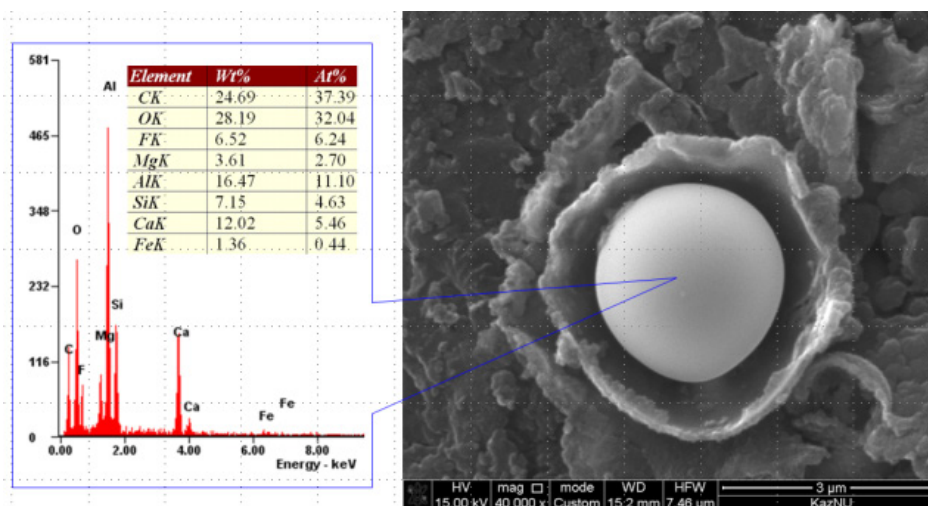 581
465
348
232
116
0
Element Wt% At%
CK 24.69 37.39
OK 28.19 32.04
FK 6.52 6.24
MgK 3.61 2.70
AlK 16.47 11.10
SiK 7.15 4.63
CaK 12.02 5.46
FeK 1.36 0.44
Al
O
Si
C
F
Mg
Ca
Ca
Fe
Fe
0.00 2.00 4.00 6.00 8.00
Energy - keV
HV mag mode WD HFW 3 µm
15.00 kV 40 000 x Custom 15.2 mm 7.46 µm KazNU